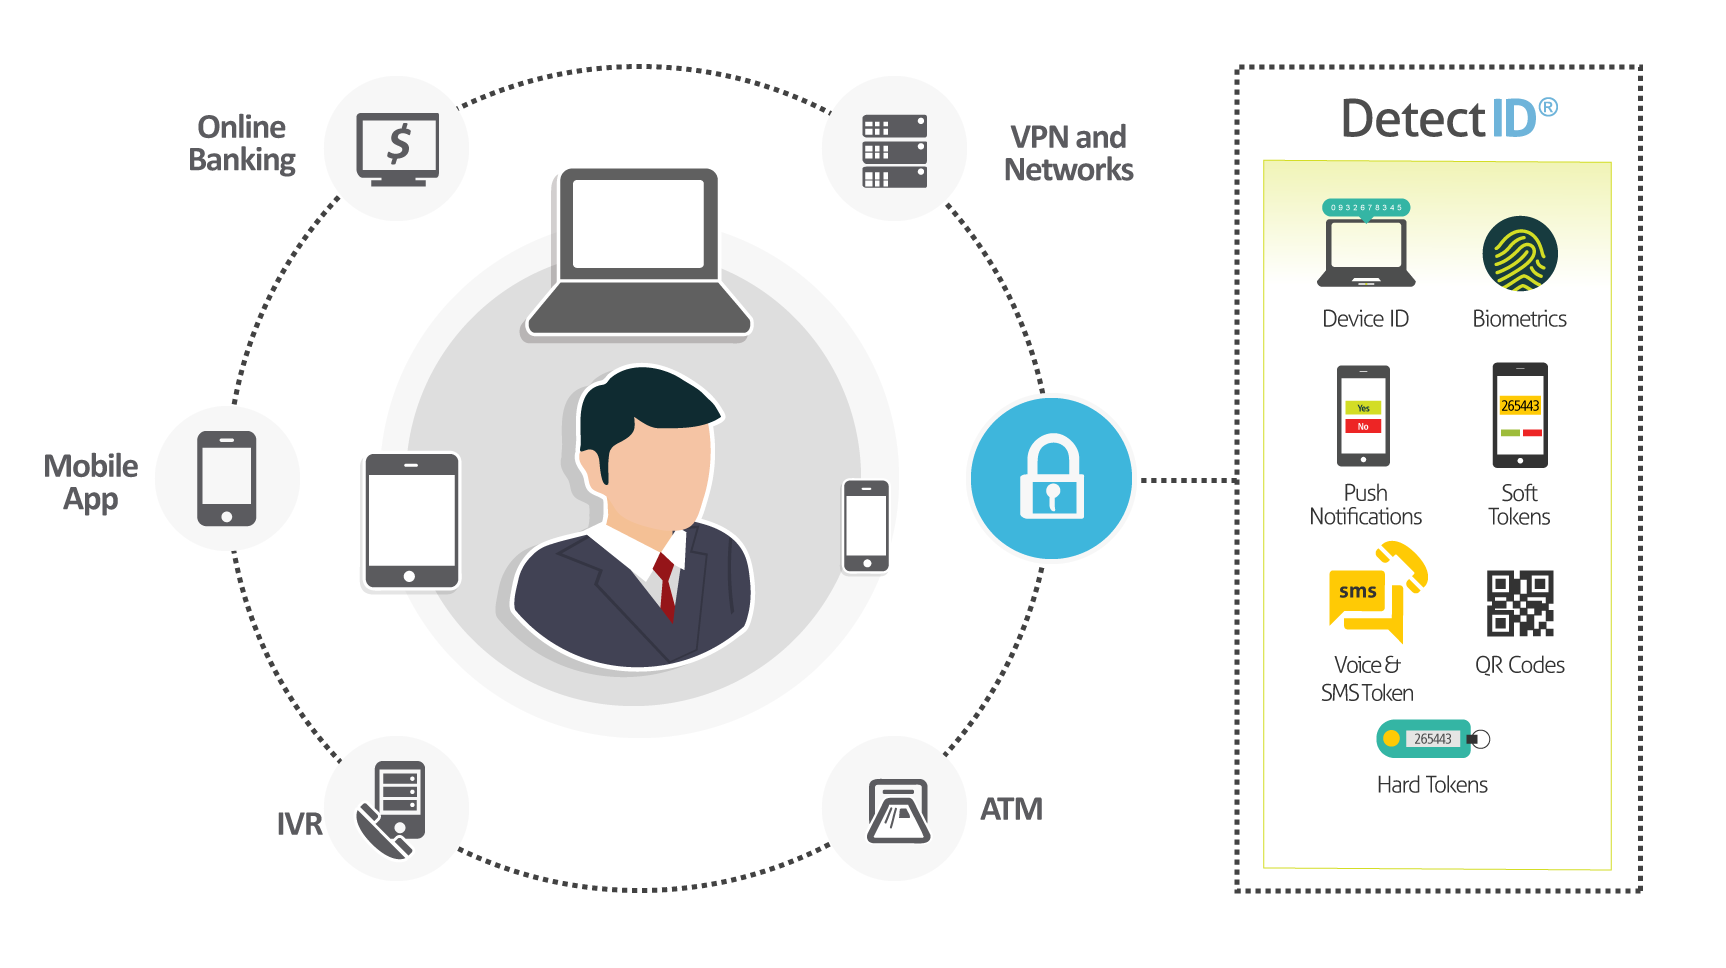 Online
Banking
$
VPN and
Networks
Mobile
App
IVR
ATM
DetectID®
0932678345
Device ID
Biometrics
Yes
No
265443
Push
Notifications
Soft
Tokens
sms
Voice &
SMS Token
QR Codes
265443
Hard Tokens